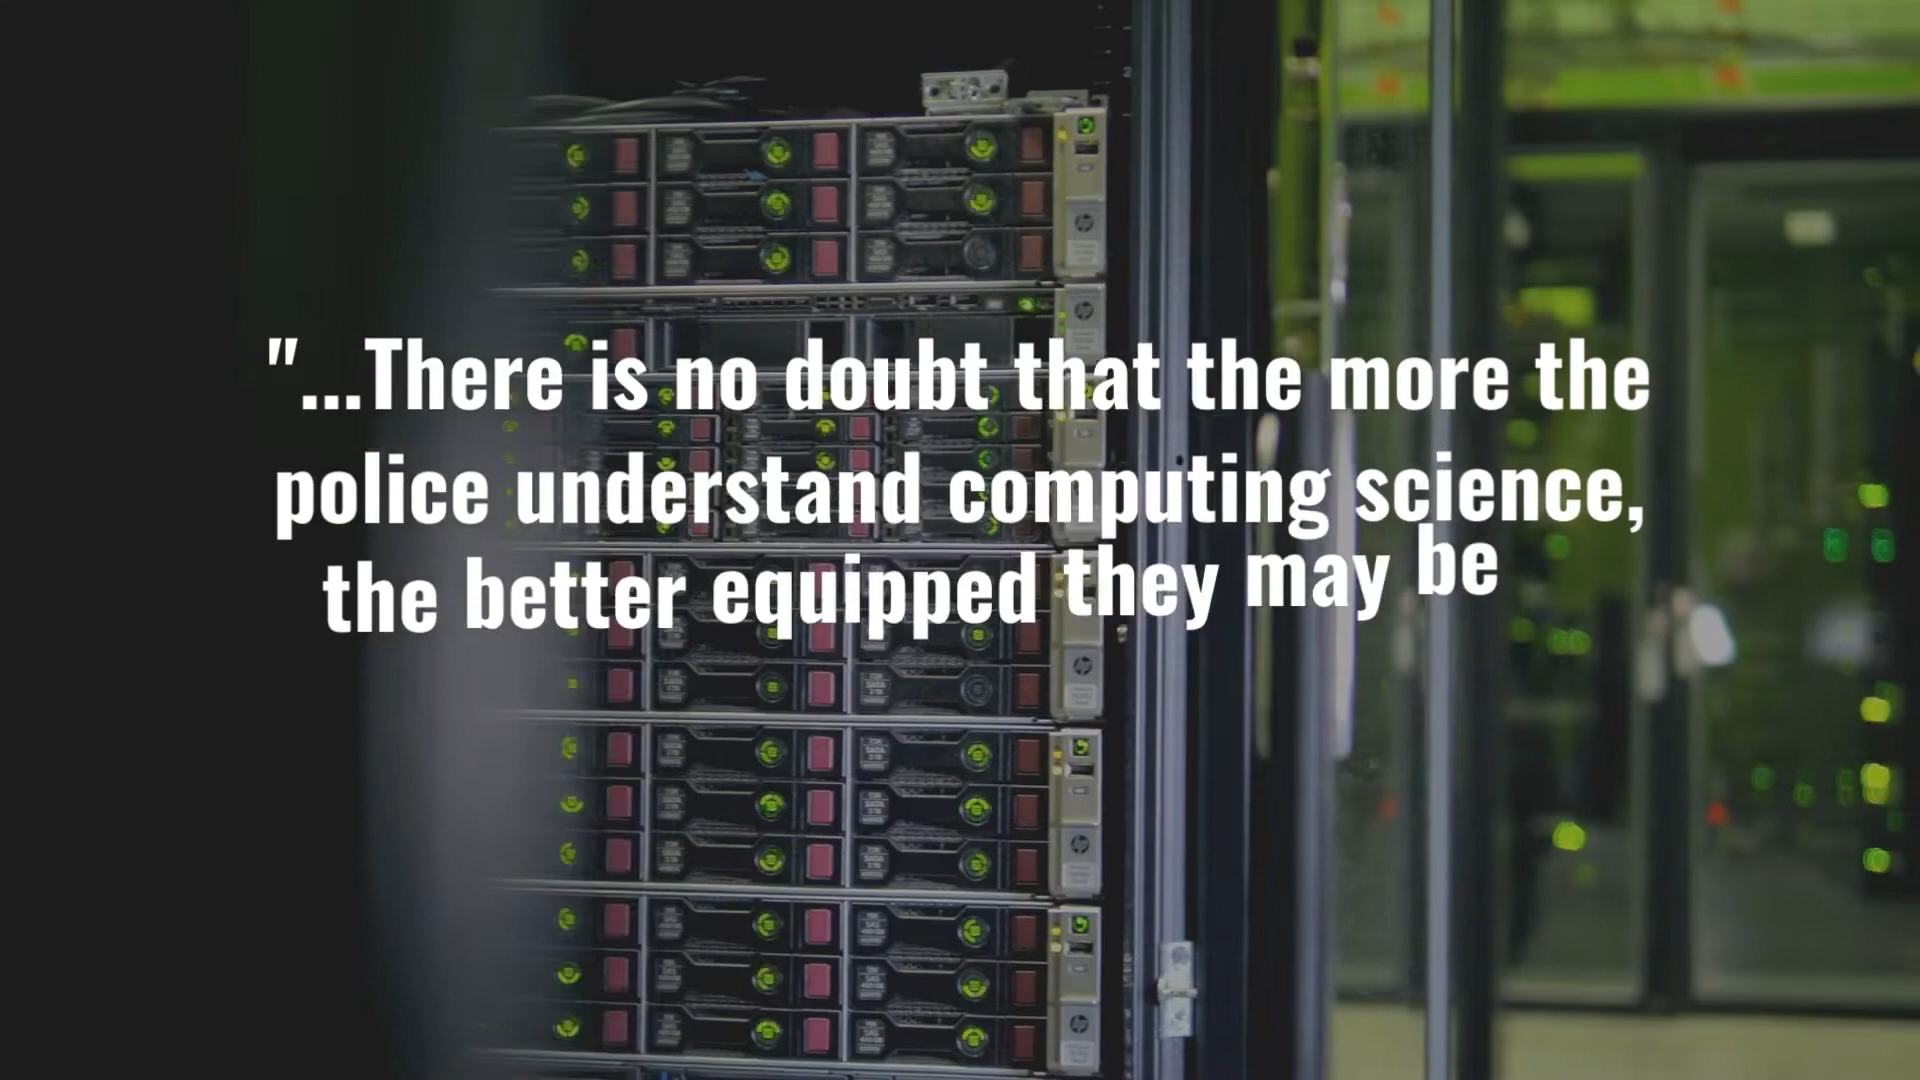 "...There is no doubt that the more the
police understand computing science,
the better equipped they may be